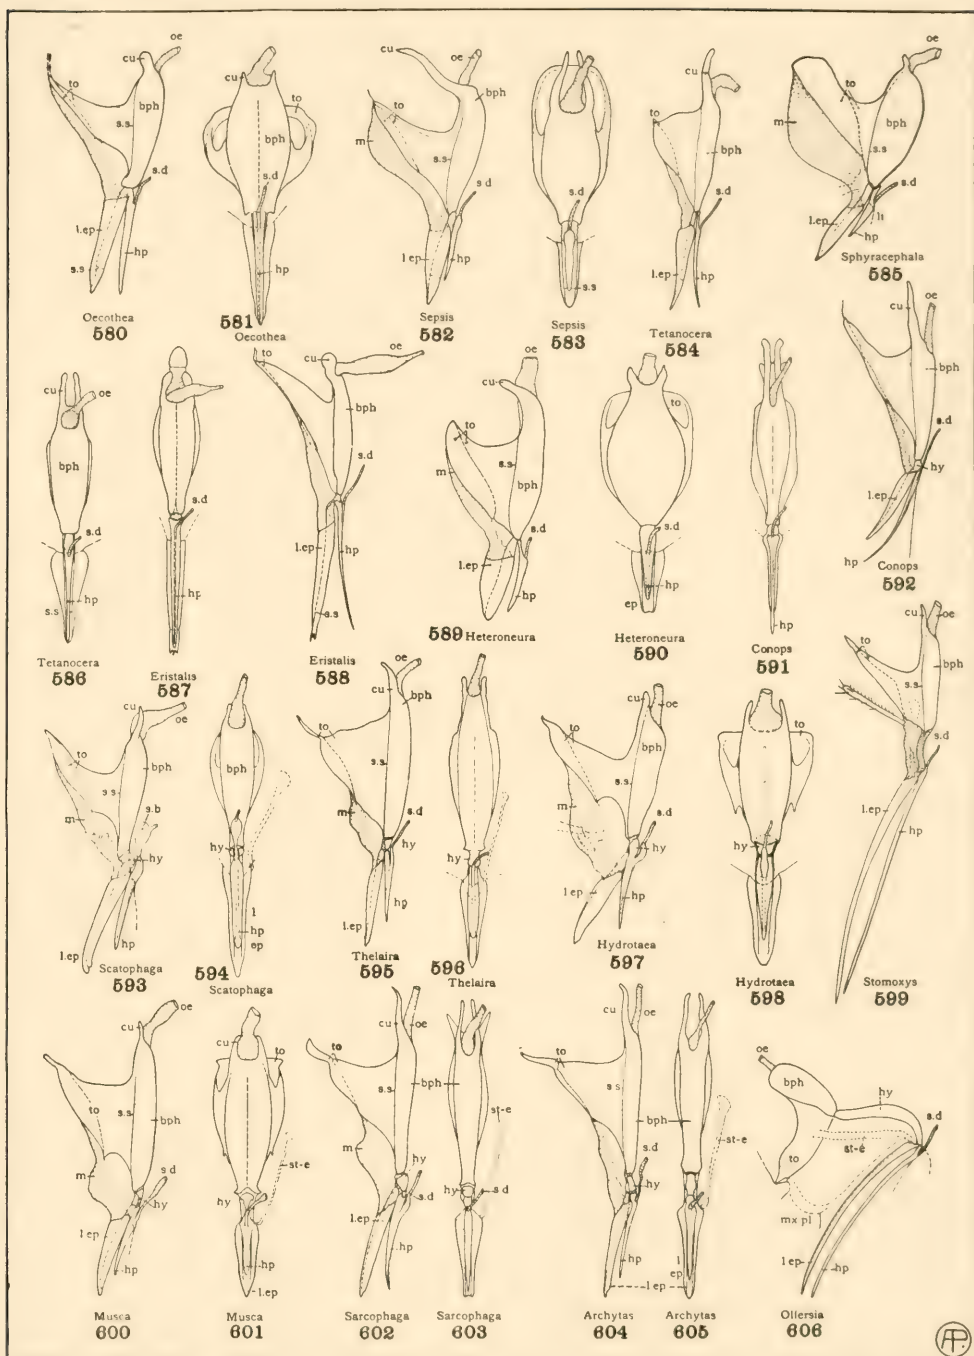 oe
cu
to
bph
s.s
s.d
l.ep
s.s
hp
Oecothea
580
cu
to
bph
s.d
hp
581
Oecothea
cu
oe
to
bph
m
s.s
s.d
l.ep
hp
Sepsis
582
s.d
s.s
Sepsis
583
cu
to
bph
s.d
l.ep
hp
Tetanocera
584
oe
to
m
bph
s.s
s.d
li
hp
Sphyracephala
585
cu
oe
bph
s.d
hp
s.s
Tetanocera
586
s.d
hp
Eristalis
587
to
cu
oe
bph
s.d
l.ep
hp
s.s
Eristalis
588
oe
cu
to
m
s.s
bph
s.d
l.ep
hp
589 Heteroneura
to
s.d
hp
ep
Heteroneura
590
hp
Conops
591
cu
oe
bph
s.d
hy
l.ep
hp
Conops
592
cu
oe
to
bph
s.s
s.b
m
hy
hp
l.ep
Scatophaga
593
bph
hy
l
hp
ep
594
Scatophaga
oe
cu
bph
to
s.s
m
s.d
hp
l.ep
Thelaira
595
hy
596
Thelaira
cu
oe
to
bph
m
hy
l ep
hp
Hydrotaea
597
to
hy
Hydrotaea
598
cu
oe
to
bph
s.s
s.d
l.ep
hp
Stomoxys
599
oe
cu
to
s.s
bph
m
s d
hy
l ep
hp
Musca
600
cu
to
st-e
hy
hp
l.ep
Musca
601
cu
oe
to
s.s
bph
m
hy
s.d
l.ep
hp
Sarcophaga
602
st-e
hy
s d
Sarcophaga
603
cu
oe
to
s s
bph
s.d
hy
hp
l ep
Archytas
604
st-e
l
ep
Archytas
605
oe
bph
hy
s.d
st-e
to
mx pl
l ep
hp
Olfersia
606
AP.